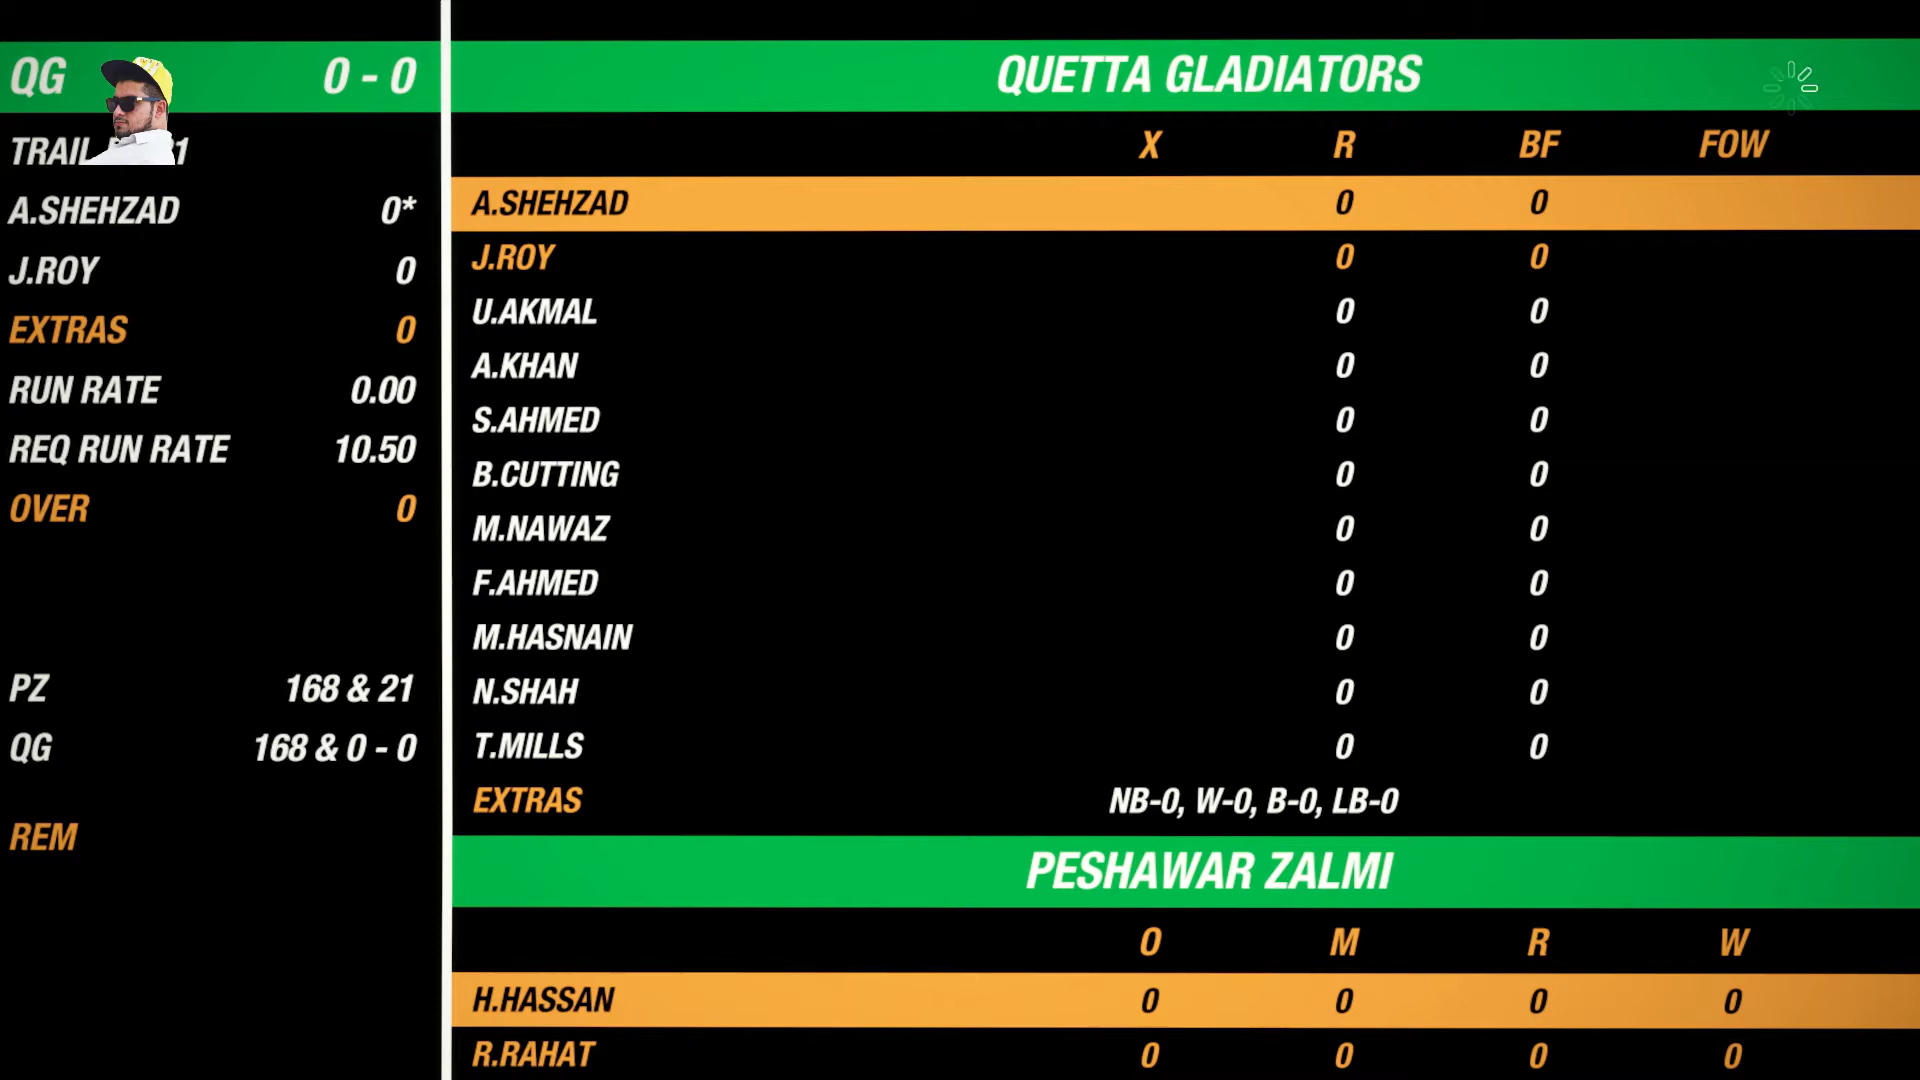 QG 0 - 0
TRAIL
A.SHEHZAD 0*
J.ROY 0
EXTRAS 0
RUN RATE 0.00
REQ RUN RATE 10.50
OVER 0
PZ 168 & 21
QG 168 & 0 - 0
REM
QUETTA GLADIATORS
X R BF FOW
A.SHEHZAD 0 0
J.ROY 0 0
U.AKMAL 0 0
A.KHAN 0 0
S.AHMED 0 0
B.CUTTING 0 0
M.NAWAZ 0 0
F.AHMED 0 0
M.HASNAIN 0 0
N.SHAH 0 0
T.MILLS 0 0
EXTRAS NB-0, W-0, B-0, LB-0
PESHAWAR ZALMI
O M R W
H.HASSAN 0 0 0 0
R.RAHAT 0 0 0 0